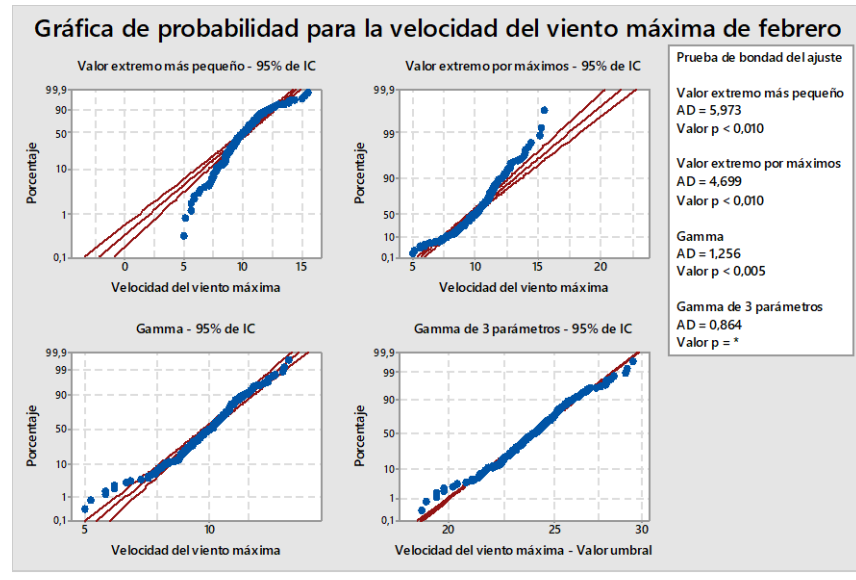 Gráfica de probabilidad para la velocidad del viento máxima de febrero
Valor extremo más pequeño - 95% de IC
99,9
90
50
10
1
0,1
Porcentaje
0
5
10
15
Velocidad del viento máxima
Valor extremo por máximos - 95% de IC
99,9
99
90
50
10
0,1
Porcentaje
5
10
15
20
Velocidad del viento máxima
Gamma - 95% de IC
99,9
99
90
50
10
1
0,1
Porcentaje
5
10
Velocidad del viento máxima
Gamma de 3 parámetros - 95% de IC
99,9
99
90
50
10
1
0,1
Porcentaje
20
25
30
Velocidad del viento máxima - Valor umbral
Prueba de bondad del ajuste
Valor extremo más pequeño
AD = 5,973
Valor p < 0,010
Valor extremo por máximos
AD = 4,699
Valor p < 0,010
Gamma
AD = 1,256
Valor p < 0,005
Gamma de 3 parámetros
AD = 0,864
Valor p = *